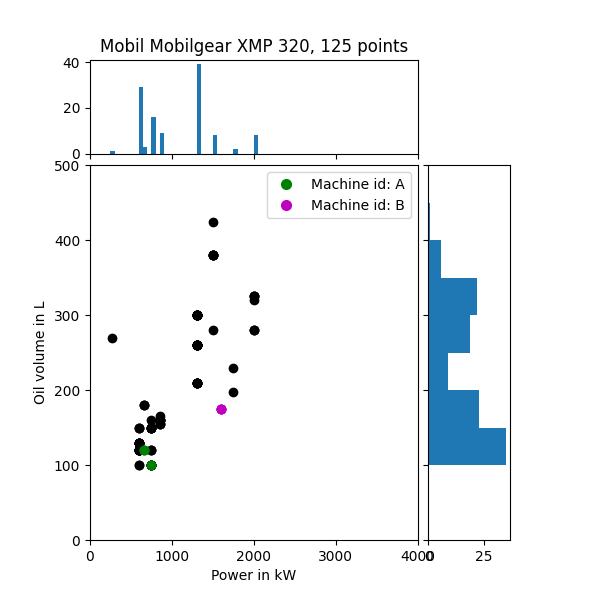 Mobil Mobilgear XMP 320, 125 points
40
20
0
500
400
300
200
100
0
Oil volume in L
Machine id: A
Machine id: B
0 1000 2000 3000 4000
0 25
Power in kW